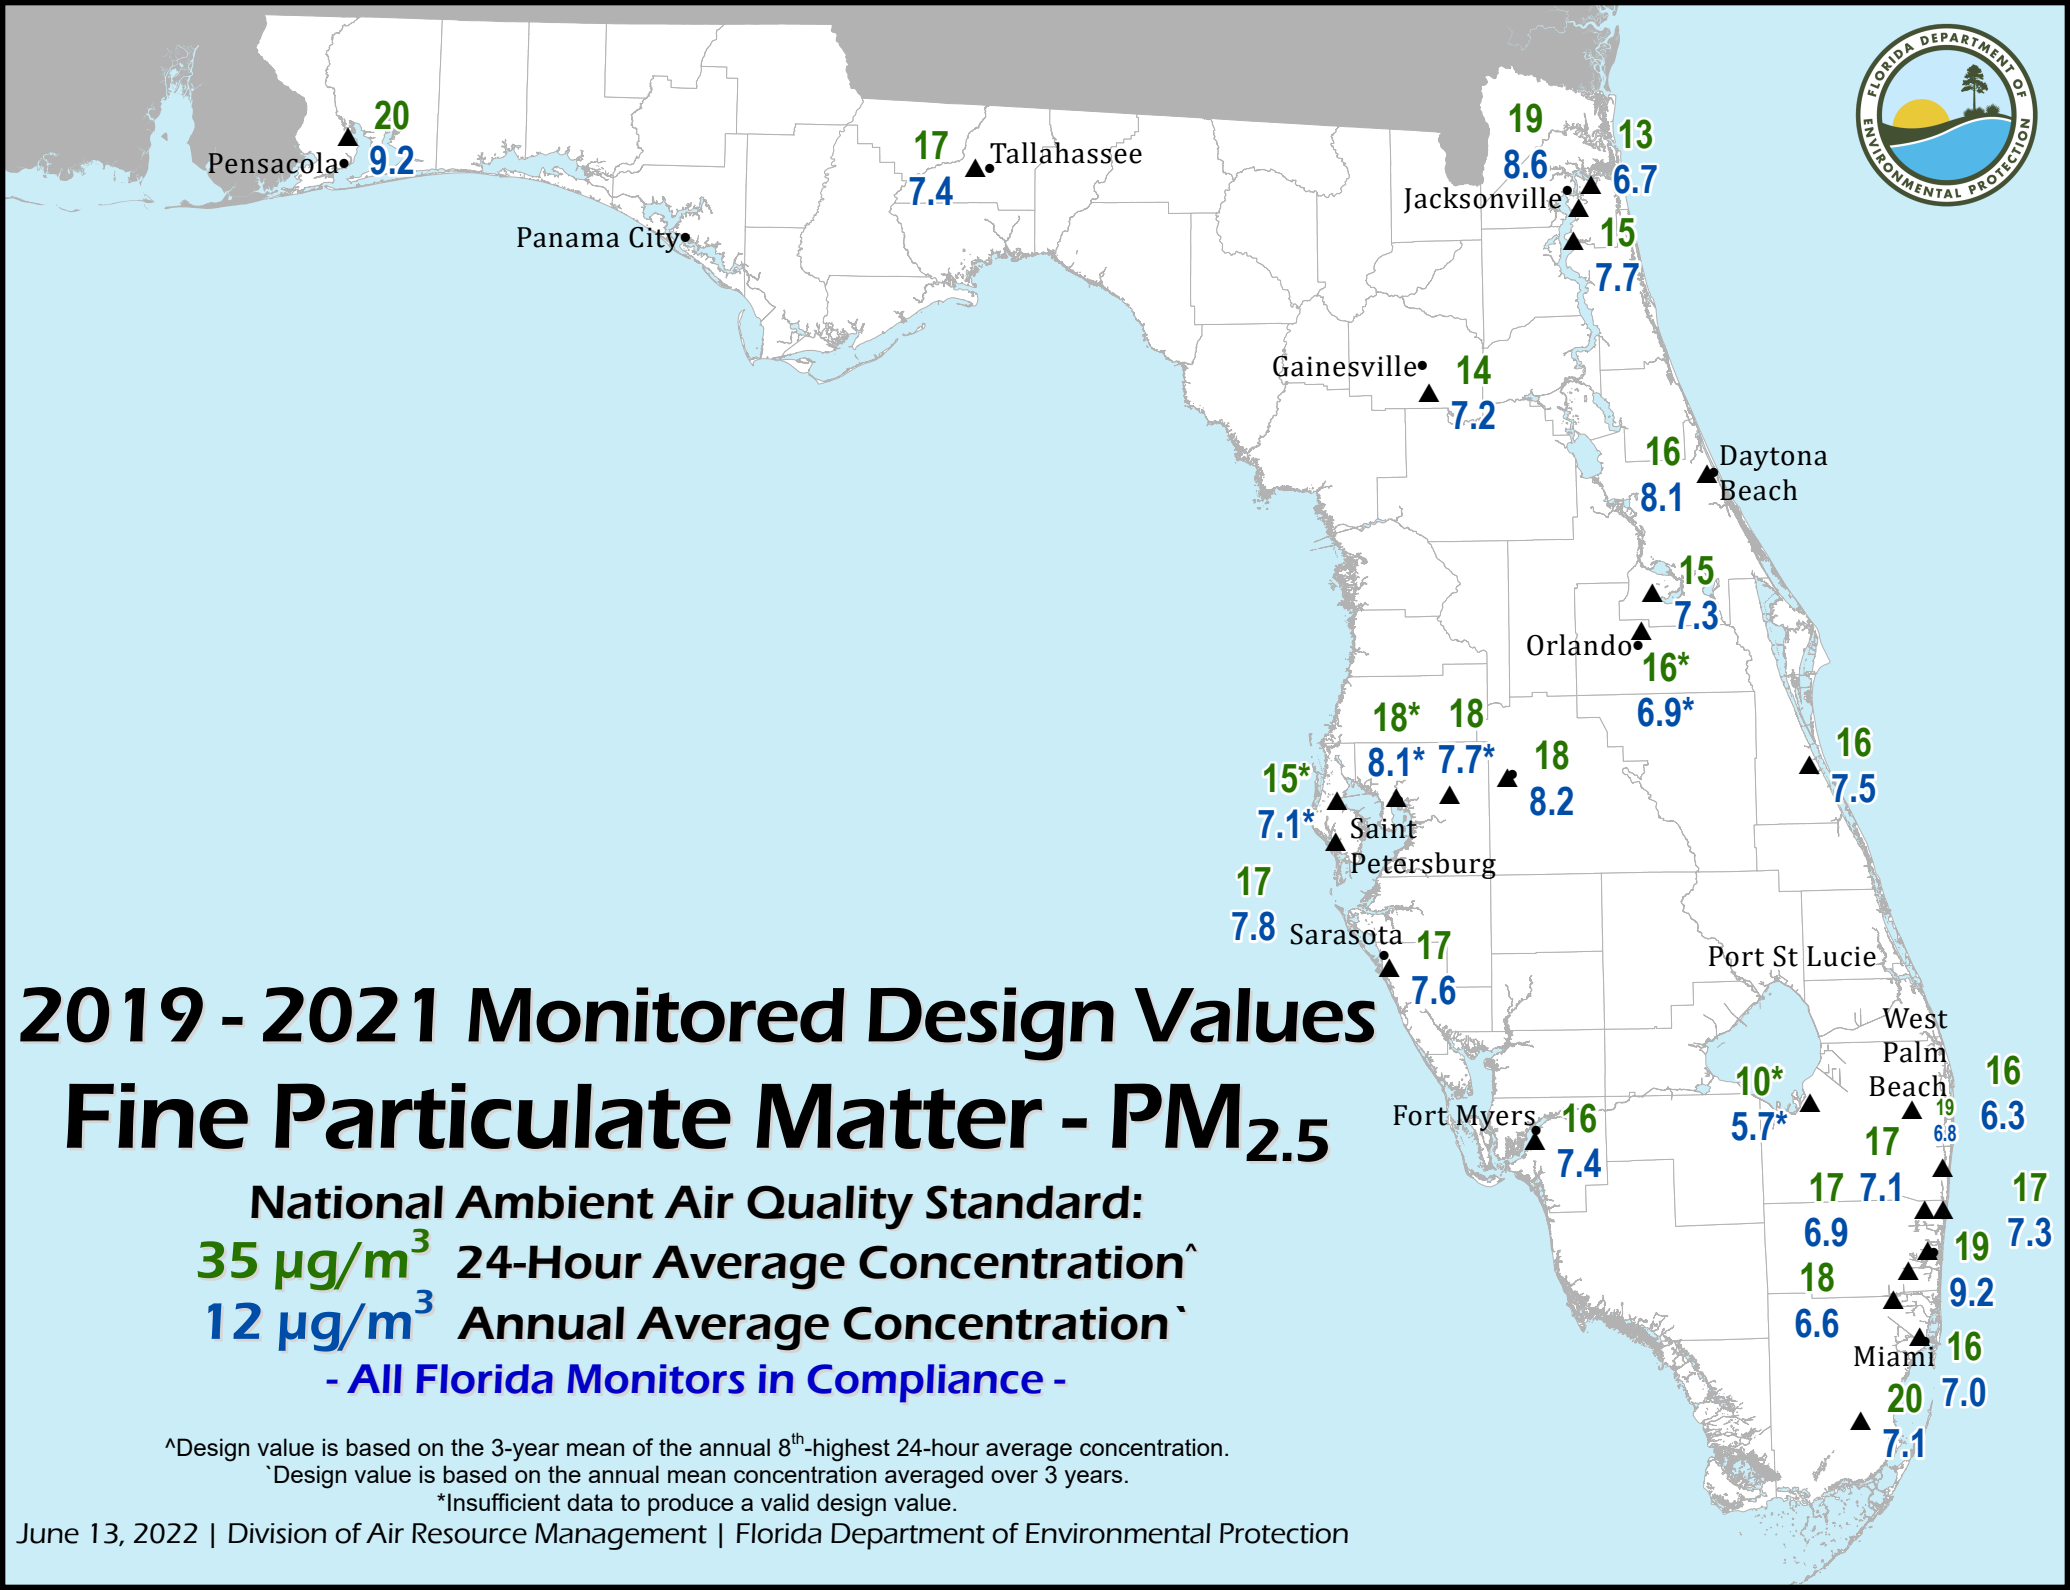 FLORIDA DEPARTMENT OF
ENVIRONMENTAL PROTECTION
20
9.2
Pensacola
Panama City
17
7.4
Tallahassee
19
8.6
13
6.7
Jacksonville
15
7.7
Gainesville
14
7.2
16
8.1
Daytona
Beach
15
7.3
Orlando
16*
6.9*
18*
8.1*
18
7.7*
18
8.2
16
7.5
15*
7.1*
Saint
Petersburg
17
7.8
Sarasota
17
7.6
Port St Lucie
West
Palm
Beach
16
6.3
10*
5.7*
19
6.8
Fort Myers
16
7.4
17
7.1
17
6.9
17
7.3
19
9.2
18
6.6
Miami
16
7.0
20
7.1
2019 - 2021 Monitored Design Values
Fine Particulate Matter - PM2.5
National Ambient Air Quality Standard:
35 µg/m3 24-Hour Average Concentration^
12 µg/m3 Annual Average Concentration`
- All Florida Monitors in Compliance -
^Design value is based on the 3-year mean of the annual 8th-highest 24-hour average concentration.
`Design value is based on the annual mean concentration averaged over 3 years.
*Insufficient data to produce a valid design value.
June 13, 2022 | Division of Air Resource Management | Florida Department of Environmental Protection